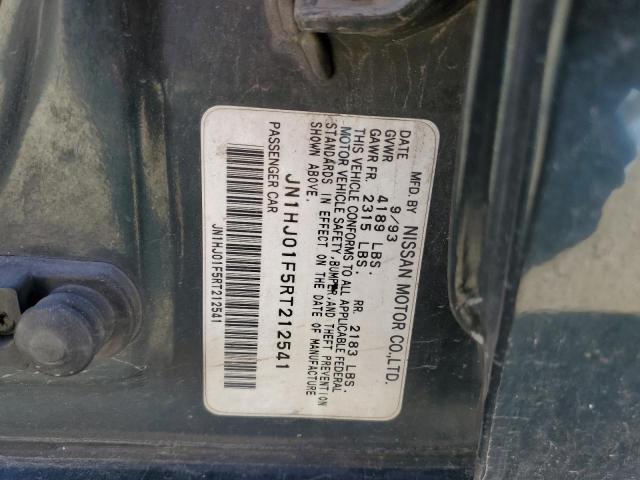 MFD. BY NISSAN MOTOR CO.,LTD.
DATE 9/93
GVWR 4189 LBS.
GAWR FR. 2315 LBS. RR. 2183 LBS.
THIS VEHICLE CONFORMS TO ALL APPLICABLE FEDERAL
MOTOR VEHICLE SAFETY, BUMPER, AND THEFT PREVENTION
STANDARDS IN EFFECT ON THE DATE OF MANUFACTURE
SHOWN ABOVE.
JN1HJ01F5RT212541
PASSENGER CAR
JN1HJ01F5RT212541